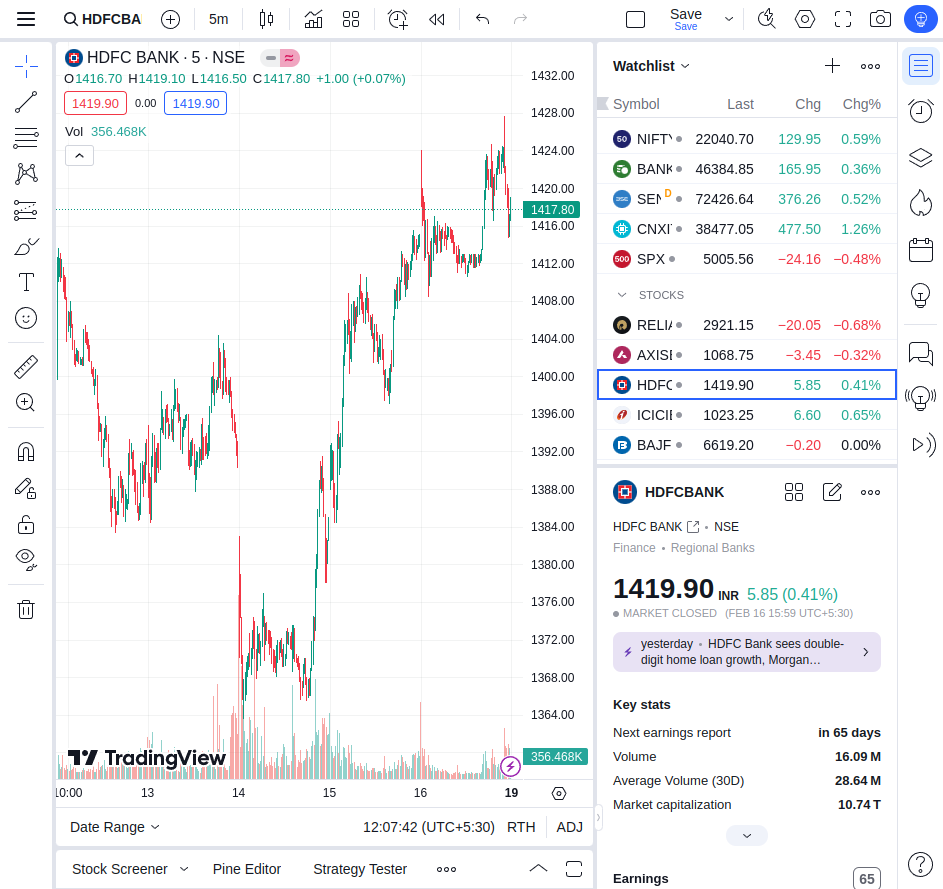 HDFCBA
5m
Save
Save
HDFC BANK · 5 · NSE
O1416.70 H1419.10 L1416.50 C1417.80 +1.00 (+0.07%)
1419.90 0.00 1419.90
Vol 356.468K
1432.00
1428.00
1424.00
1420.00
1417.80
1416.00
1412.00
1408.00
1404.00
1400.00
1396.00
1392.00
1388.00
1384.00
1380.00
1376.00
1372.00
1368.00
1364.00
356.468K
TradingView
10:00 13 14 15 16 19
Date Range
12:07:42 (UTC+5:30) RTH ADJ
Stock Screener Pine Editor Strategy Tester
Watchlist
Symbol Last Chg Chg%
50 NIFTY 22040.70 129.95 0.59%
BANK 46384.85 165.95 0.36%
SEN D 72426.64 376.26 0.52%
CNXIT 38477.05 477.50 1.26%
500 SPX 5005.56 −24.16 −0.48%
STOCKS
RELIA 2921.15 −20.05 −0.68%
AXISI 1068.75 −3.45 −0.32%
HDFC 1419.90 5.85 0.41%
ICICIB 1023.25 6.60 0.65%
BAJF 6619.20 −0.20 0.00%
HDFCBANK
HDFC BANK • NSE
Finance • Regional Banks
1419.90 INR 5.85 (0.41%)
MARKET CLOSED (FEB 16 15:59 UTC+5:30)
yesterday • HDFC Bank sees double-
digit home loan growth, Morgan…
Key stats
Next earnings report in 65 days
Volume 16.09 M
Average Volume (30D) 28.64 M
Market capitalization 10.74 T
Earnings 65